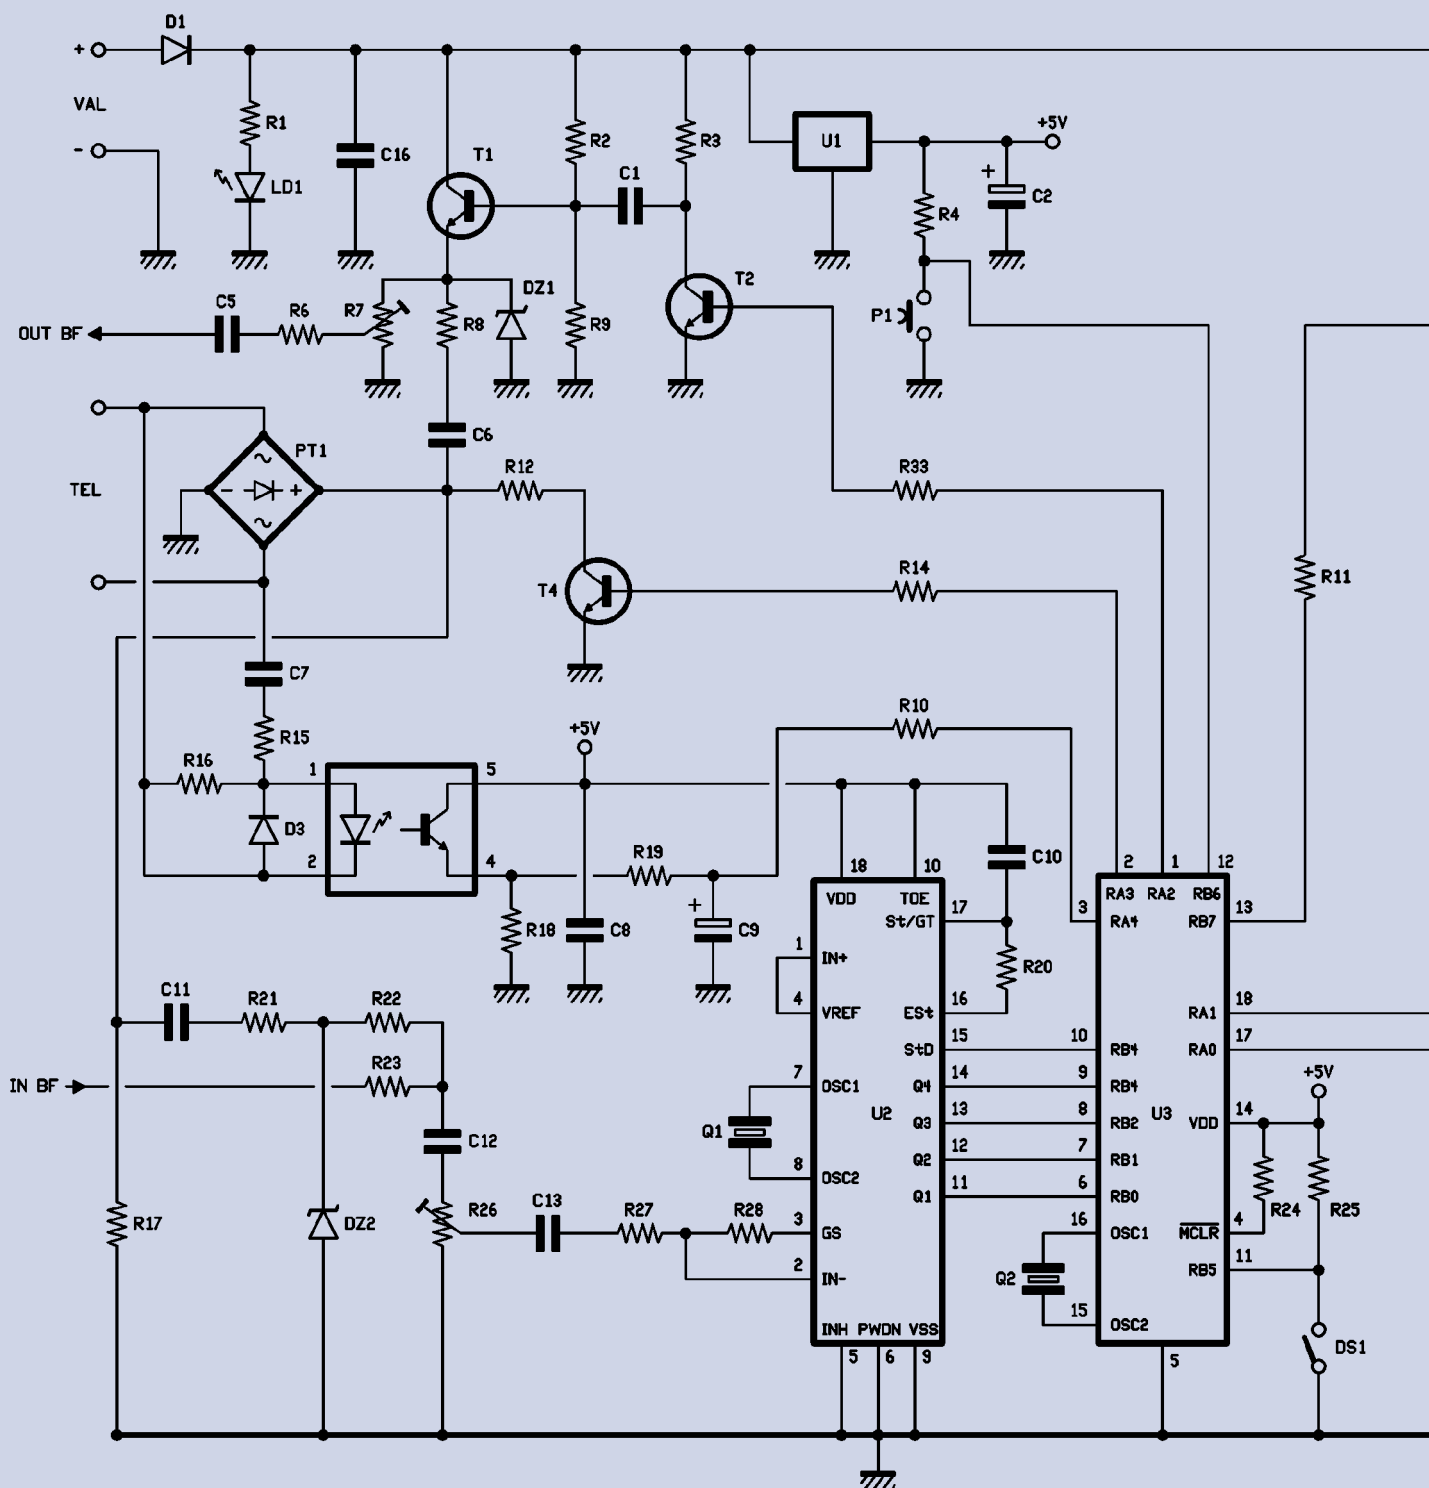 D1
+
VAL
-
R1
LD1
C16
T1
R2
R3
C1
U1
+5V
+
C2
R4
T2
P1
C5
R6
R7
R8
DZ1
R9
OUT BF
TEL
PT1
~
- +
~
C6
R12
R33
R14
R11
T4
C7
R15
R16
D3
1
2
5
4
+5V
R10
R19
R18
C8
+
C9
C10
R20
18
10
VDD
TOE
St/GT
17
1
IN+
4
VREF
ESt
16
StD
15
7
OSC1
Q4
14
U2
Q3
13
Q1
Q2
12
8
OSC2
Q1
11
3
GS
2
IN-
INH PWDN VSS
5
6
9
2
1
12
RA3
RA2
RB6
3
RA4
RB7
13
RA1
18
10
RB4
RA0
17
9
RB4
8
RB2
U3
VDD
14
7
RB1
6
RB0
16
OSC1
MCLR
4
RB5
11
Q2
15
OSC2
5
+5V
R24
R25
DS1
C11
R21
R22
R23
IN BF
C12
R17
DZ2
R26
C13
R27
R28